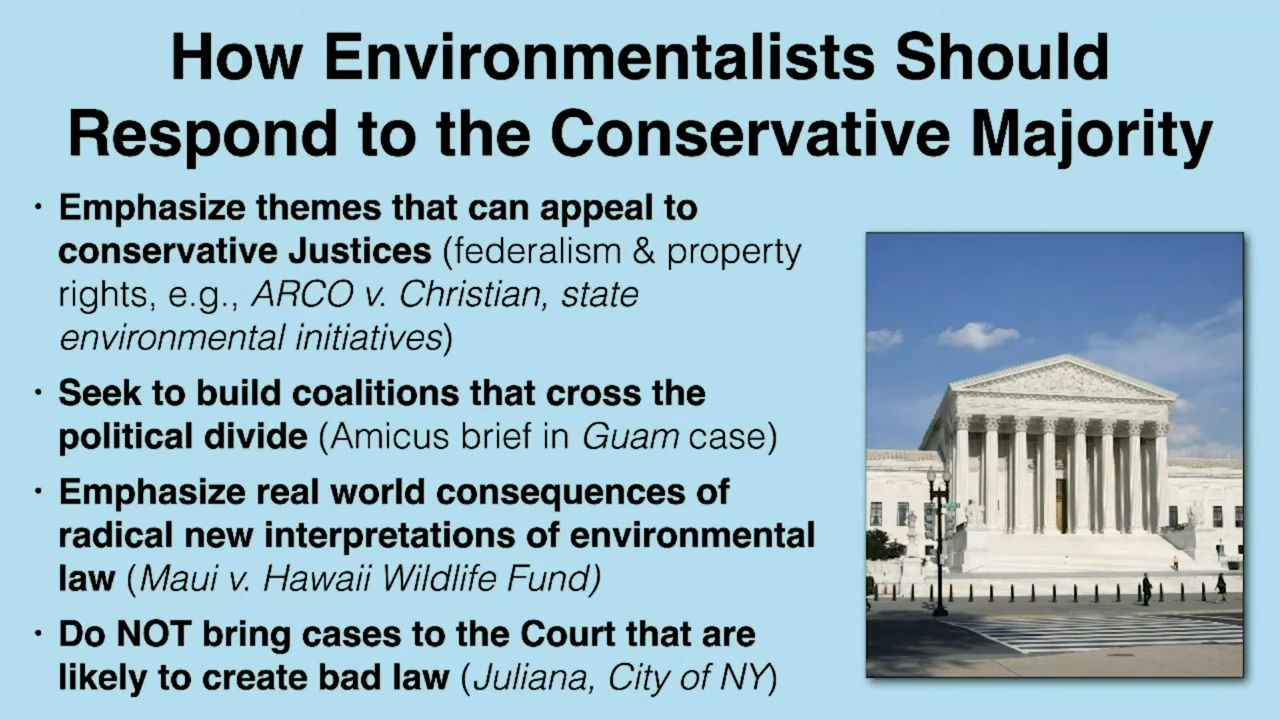 How Environmentalists Should
Respond to the Conservative Majority
• Emphasize themes that can appeal to
conservative Justices (federalism & property
rights, e.g., ARCO v. Christian, state
environmental initiatives)
• Seek to build coalitions that cross the
political divide (Amicus brief in Guam case)
• Emphasize real world consequences of
radical new interpretations of environmental
law (Maui v. Hawaii Wildlife Fund)
• Do NOT bring cases to the Court that are
likely to create bad law (Juliana, City of NY)